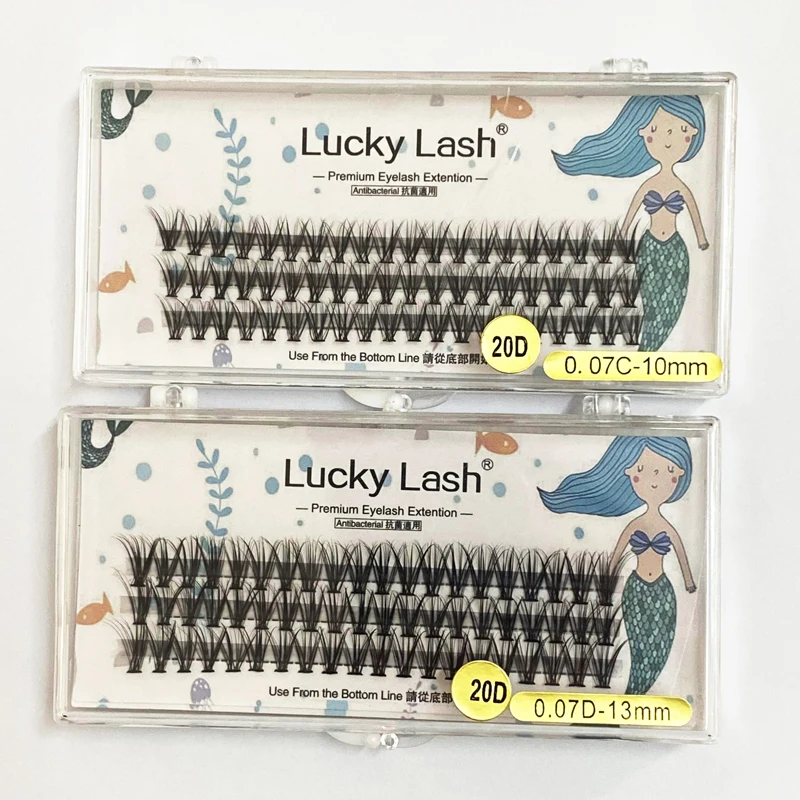 Lucky Lash®
— Premium Eyelash Extention —
Antibacterial 抗菌適用
Use From the Bottom Line 請從底部開
20D
0.07C-10mm
Lucky Lash®
— Premium Eyelash Extention —
Antibacterial 抗菌適用
Use From the Bottom Line 請從底部
20D
0.07D-13mm